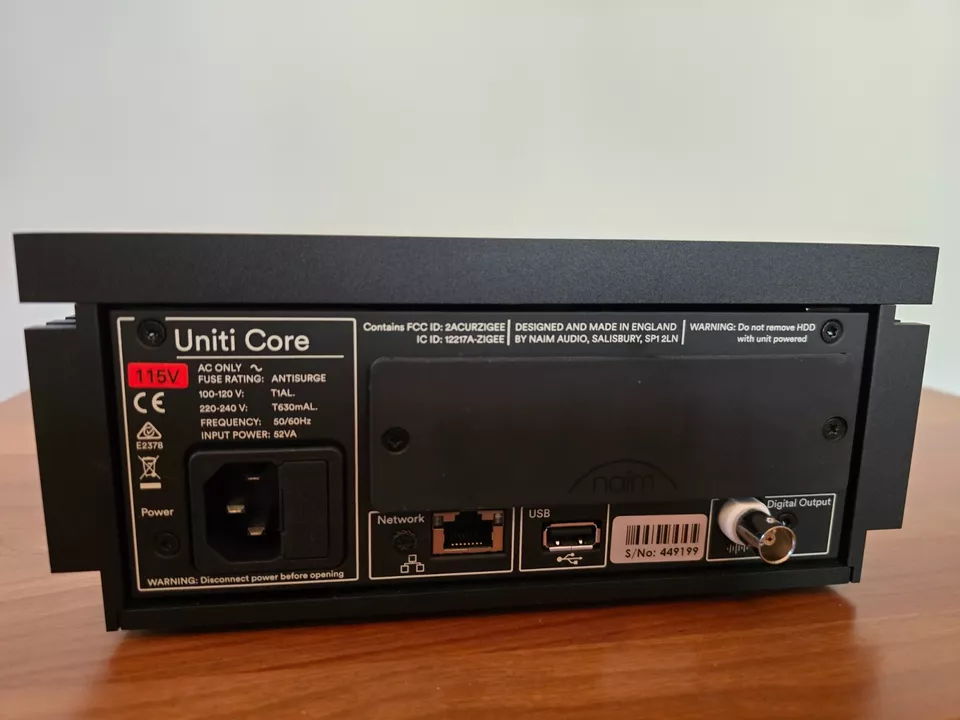 Uniti Core
115V
AC ONLY ~
FUSE RATING: ANTISURGE
100-120 V: T1AL.
220-240 V: T630mAL.
FREQUENCY: 50/60Hz
INPUT POWER: 52VA
CE
E2378
Power
WARNING: Disconnect power before opening
Contains FCC ID: 2ACURZIGEE
IC ID: 12217A-ZIGEE
DESIGNED AND MADE IN ENGLAND
BY NAIM AUDIO, SALISBURY, SP1 2LN
WARNING: Do not remove HDD
with unit powered
naim
Network
USB
S/No: 449199
Digital Output